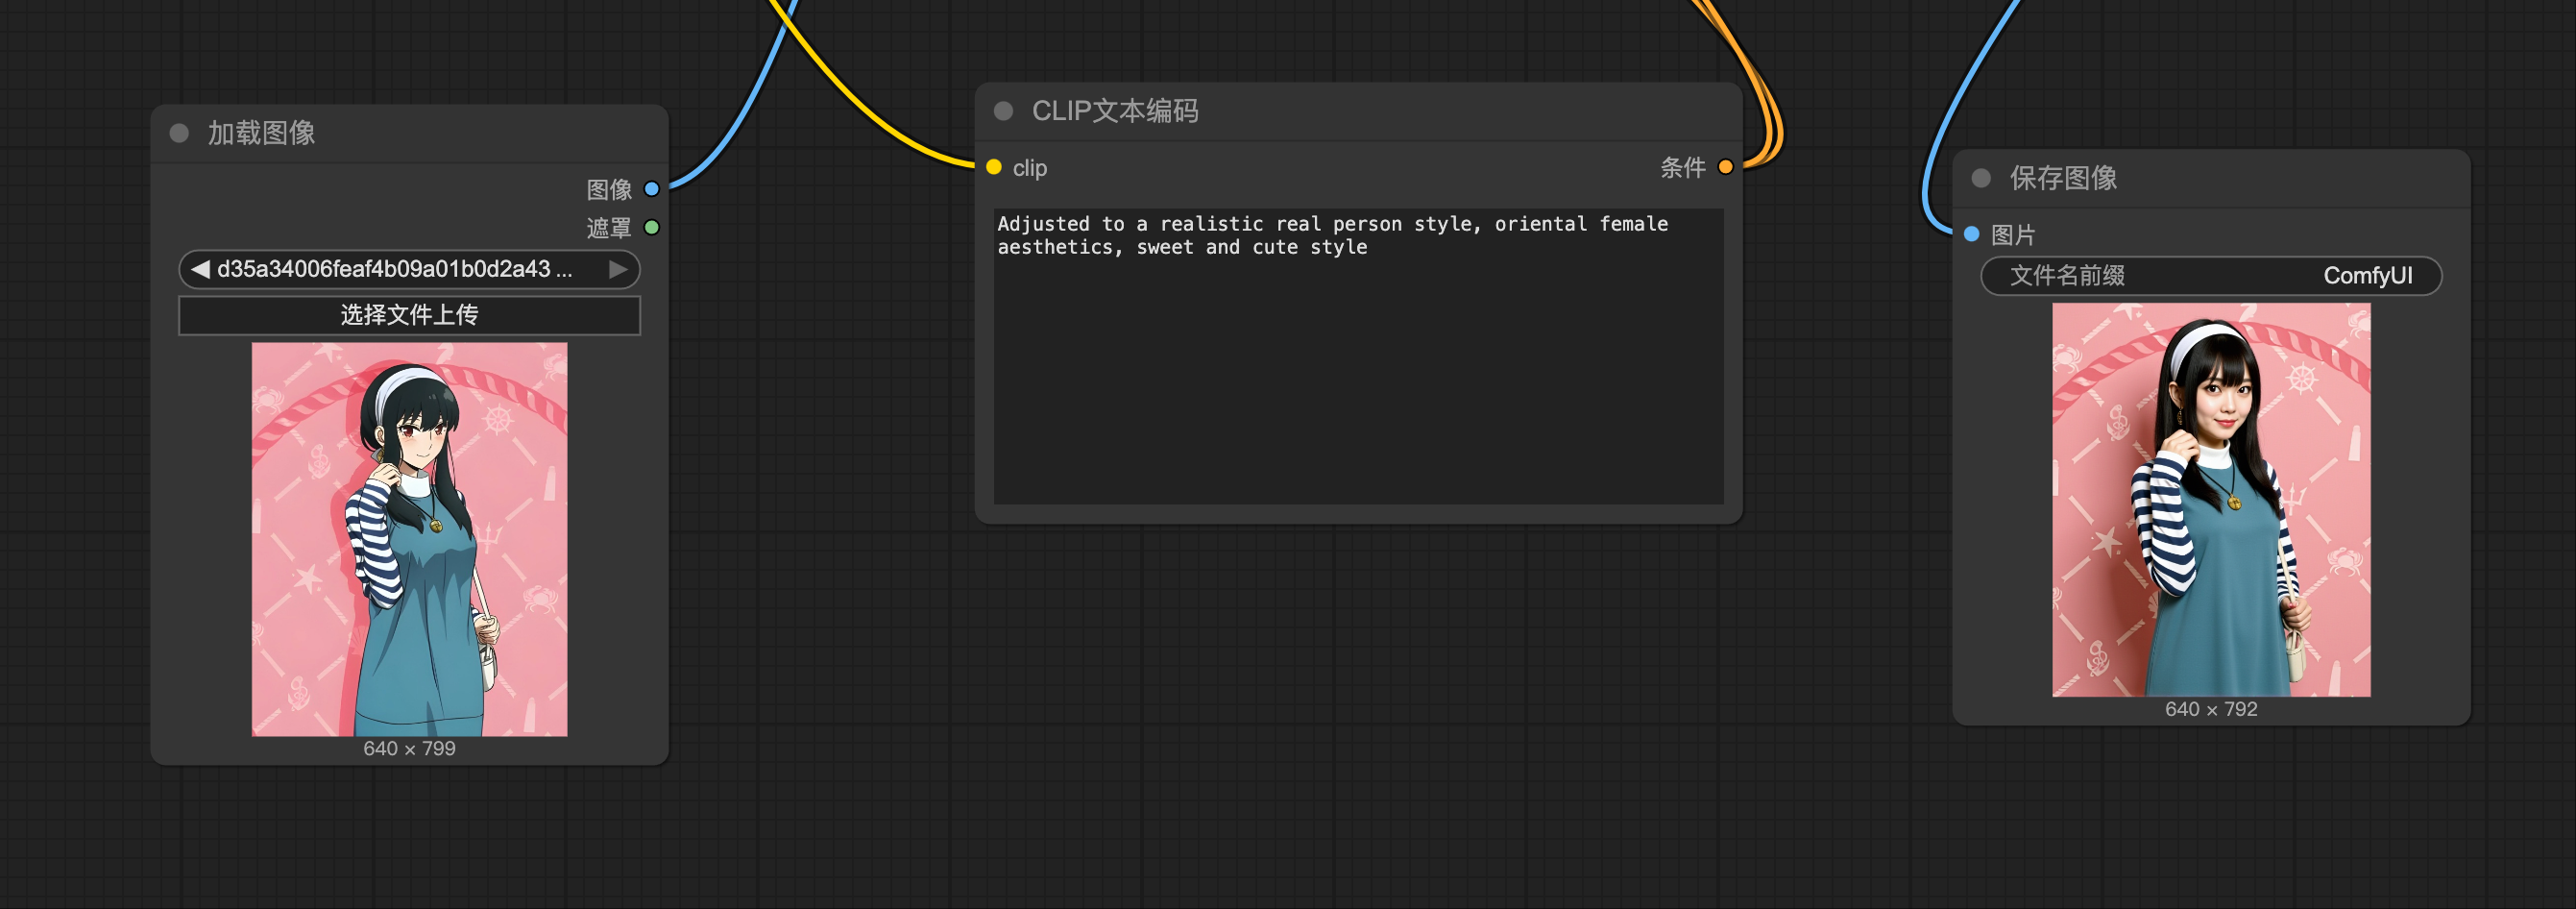 加载图像
图像
遮罩
d35a34006feaf4b09a01b0d2a43 ...
选择文件上传
640 × 799
CLIP文本编码
clip
条件
Adjusted to a realistic real person style, oriental female
aesthetics, sweet and cute style
保存图像
图片
文件名前缀 ComfyUI
640 × 792